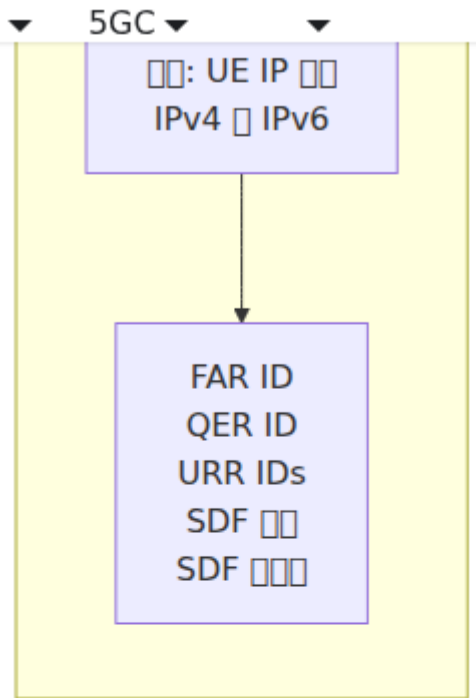 5GC
: UE IP
IPv4 IPv6
FAR ID
QER ID
URR IDs
SDF
SDF